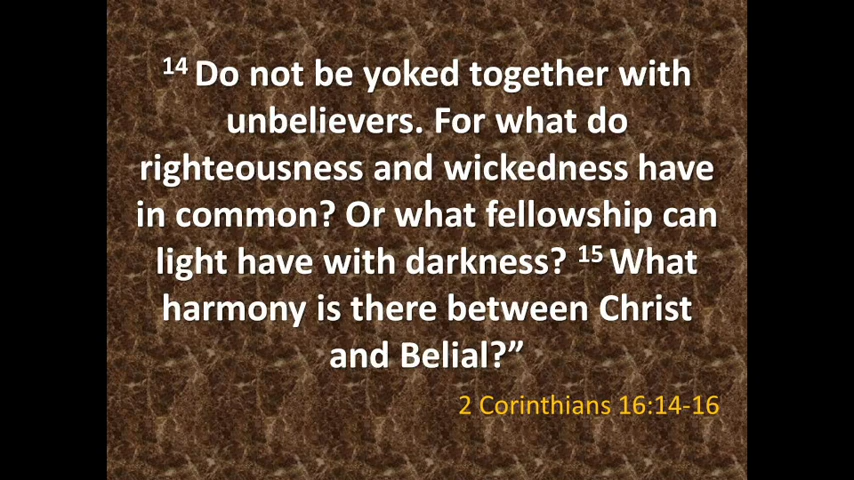 14 Do not be yoked together with
unbelievers. For what do
righteousness and wickedness have
in common? Or what fellowship can
light have with darkness? 15 What
harmony is there between Christ
and Belial?”
2 Corinthians 16:14-16